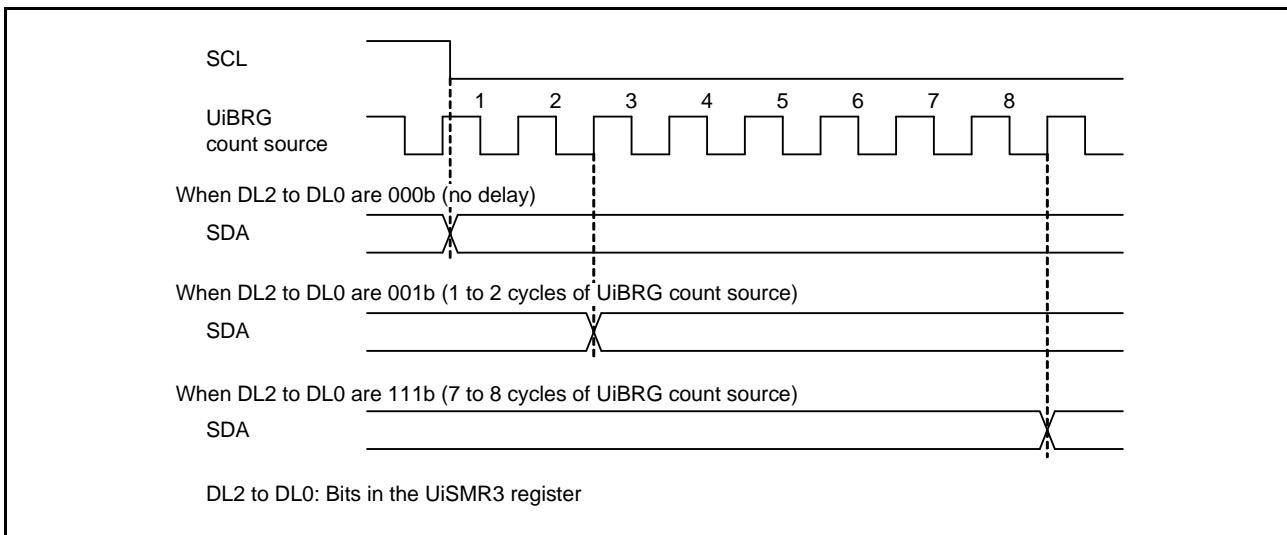 SCL
1 2 3 4 5 6 7 8
UiBRG
count source
When DL2 to DL0 are 000b (no delay)
SDA
When DL2 to DL0 are 001b (1 to 2 cycles of UiBRG count source)
SDA
When DL2 to DL0 are 111b (7 to 8 cycles of UiBRG count source)
SDA
DL2 to DL0: Bits in the UiSMR3 register